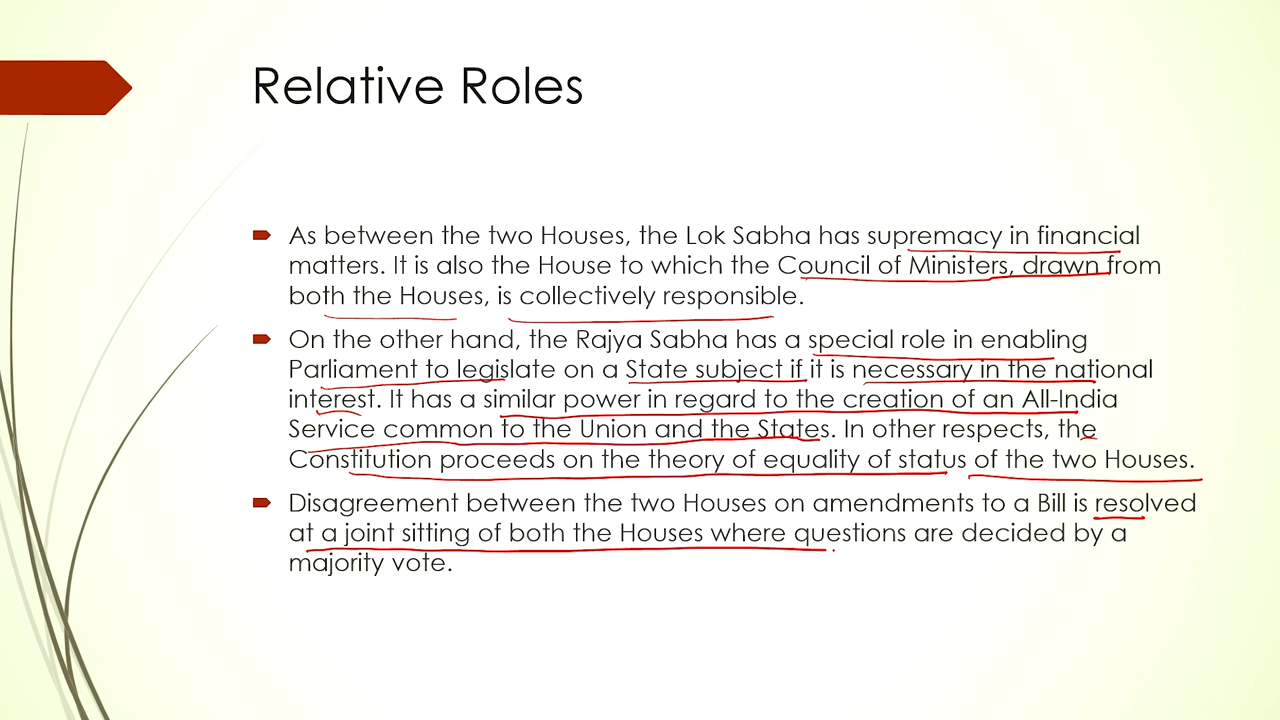 Relative Roles
As between the two Houses, the Lok Sabha has supremacy in financial
matters. It is also the House to which the Council of Ministers, drawn from
both the Houses, is collectively responsible.
On the other hand, the Rajya Sabha has a special role in enabling
Parliament to legislate on a State subject if it is necessary in the national
interest. It has a similar power in regard to the creation of an All-India
Service common to the Union and the States. In other respects, the
Constitution proceeds on the theory of equality of status of the two Houses.
Disagreement between the two Houses on amendments to a Bill is resolved
at a joint sitting of both the Houses where questions are decided by a
majority vote.